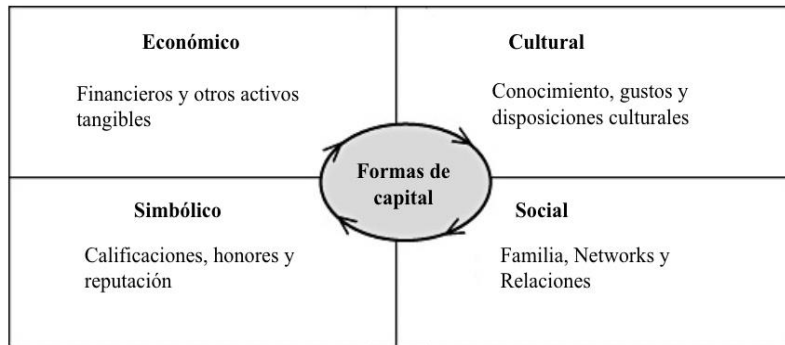 Económico
Financieros y otros activos
tangibles
Cultural
Conocimiento, gustos y
disposiciones culturales
Formas de
capital
Simbólico
Calificaciones, honores y
reputación
Social
Familia, Networks y
Relaciones